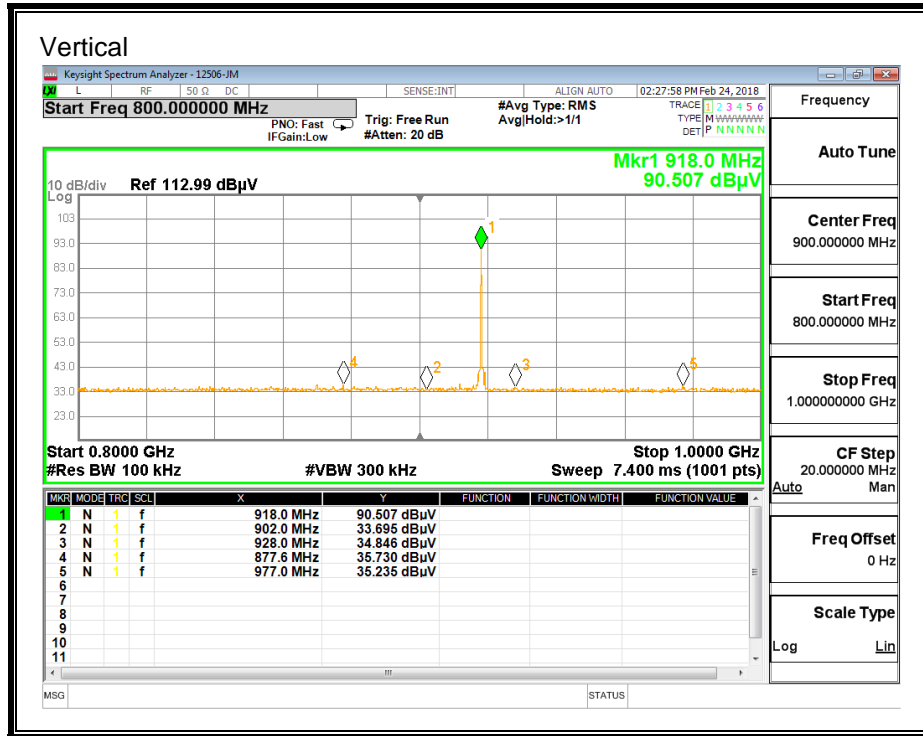 Vertical
Keysight Spectrum Analyzer - 12506-JM
LXI L RF 50 Ω DC SENSE:INT ALIGN AUTO 02:27:58 PM Feb 24, 2018
Start Freq 800.000000 MHz
PNO: Fast
IFGain:Low
Trig: Free Run
#Atten: 20 dB
#Avg Type: RMS
Avg|Hold:>1/1
TRACE 1 2 3 4 5 6
TYPE M WWWWW
DET P N N N N N
Mkr1 918.0 MHz
90.507 dBµV
10 dB/div
Log
Ref 112.99 dBµV
103
93.0
83.0
73.0
63.0
53.0
43.0
33.0
23.0
1
4
2
3
5
Start 0.8000 GHz Stop 1.0000 GHz
#Res BW 100 kHz #VBW 300 kHz Sweep 7.400 ms (1001 pts)
MKR MODE TRC SCL X Y FUNCTION FUNCTION WIDTH FUNCTION VALUE
1 N 1 f 918.0 MHz 90.507 dBµV
2 N 1 f 902.0 MHz 33.695 dBµV
3 N 1 f 928.0 MHz 34.846 dBµV
4 N 1 f 877.6 MHz 35.730 dBµV
5 N 1 f 977.0 MHz 35.235 dBµV
6
7
8
9
10
11
MSG STATUS
Frequency
Auto Tune
Center Freq
900.000000 MHz
Start Freq
800.000000 MHz
Stop Freq
1.000000000 GHz
CF Step
20.000000 MHz
Auto Man
Freq Offset
0 Hz
Scale Type
Log Lin